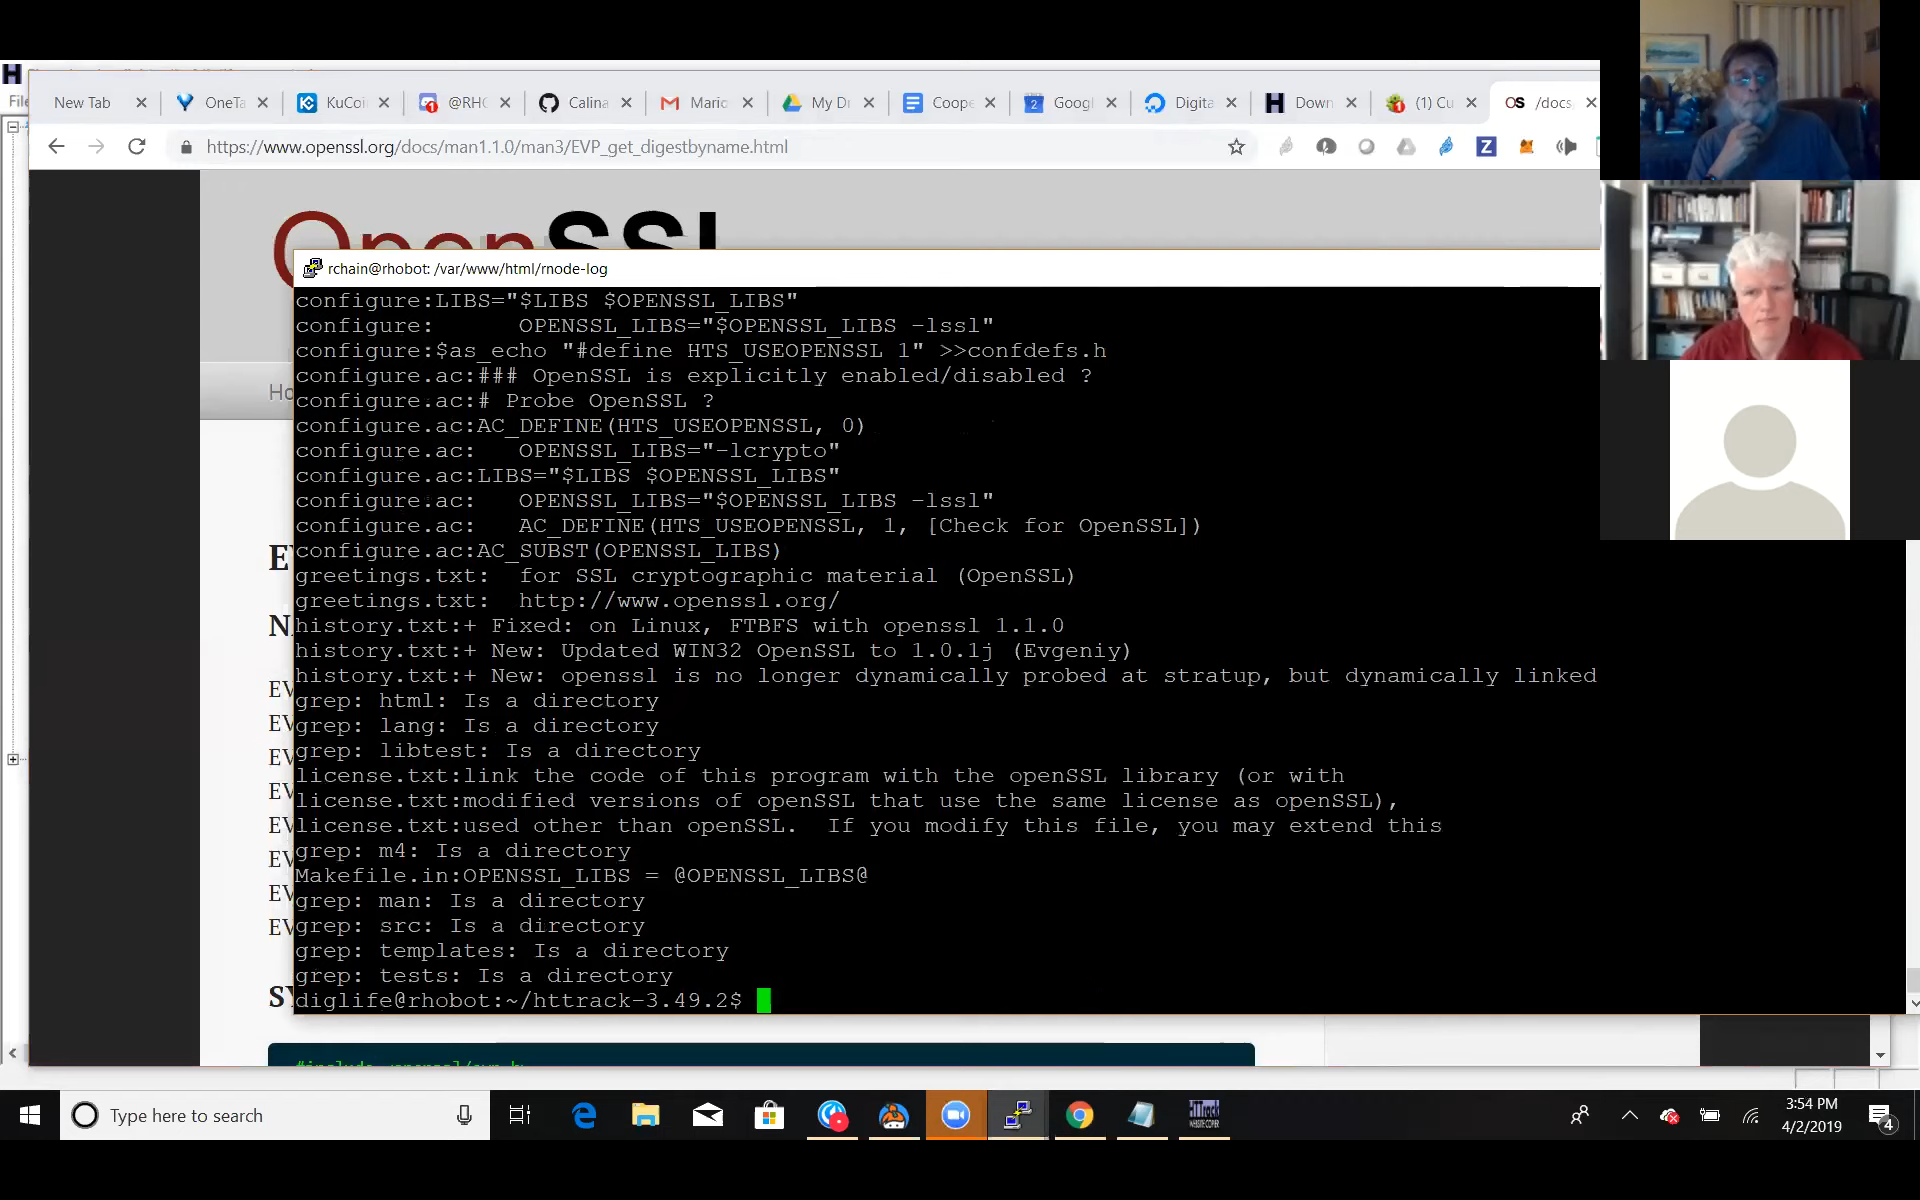 New Tab OneTa KuCoin @RHC Calina Mario My Dr Coope Googl Digita Down (1) Cu OS /docs
File
https://www.openssl.org/docs/man1.1.0/man3/EVP_get_digestbyname.html
OpenSSL
rchain@rhobot: /var/www/html/rnode-log
configure:LIBS="$LIBS $OPENSSL_LIBS"
configure:      OPENSSL_LIBS="$OPENSSL_LIBS -lssl"
configure:$as_echo "#define HTS_USEOPENSSL 1" >>confdefs.h
configure.ac:### OpenSSL is explicitly enabled/disabled ?
configure.ac:# Probe OpenSSL ?
configure.ac:AC_DEFINE(HTS_USEOPENSSL, 0)
configure.ac:   OPENSSL_LIBS="-lcrypto"
configure.ac:LIBS="$LIBS $OPENSSL_LIBS"
configure.ac:   OPENSSL_LIBS="$OPENSSL_LIBS -lssl"
configure.ac:   AC_DEFINE(HTS_USEOPENSSL, 1, [Check for OpenSSL])
configure.ac:AC_SUBST(OPENSSL_LIBS)
greetings.txt:  for SSL cryptographic material (OpenSSL)
greetings.txt:  http://www.openssl.org/
history.txt:+ Fixed: on Linux, FTBFS with openssl 1.1.0
history.txt:+ New: Updated WIN32 OpenSSL to 1.0.1j (Evgeniy)
history.txt:+ New: openssl is no longer dynamically probed at stratup, but dynamically linked
grep: html: Is a directory
grep: lang: Is a directory
grep: libtest: Is a directory
license.txt:link the code of this program with the openSSL library (or with
license.txt:modified versions of openSSL that use the same license as openSSL),
license.txt:used other than openSSL.  If you modify this file, you may extend this
grep: m4: Is a directory
Makefile.in:OPENSSL_LIBS = @OPENSSL_LIBS@
grep: man: Is a directory
grep: src: Is a directory
grep: templates: Is a directory
grep: tests: Is a directory
diglife@rhobot:~/httrack-3.49.2$
Type here to search
3:54 PM
4/2/2019
4